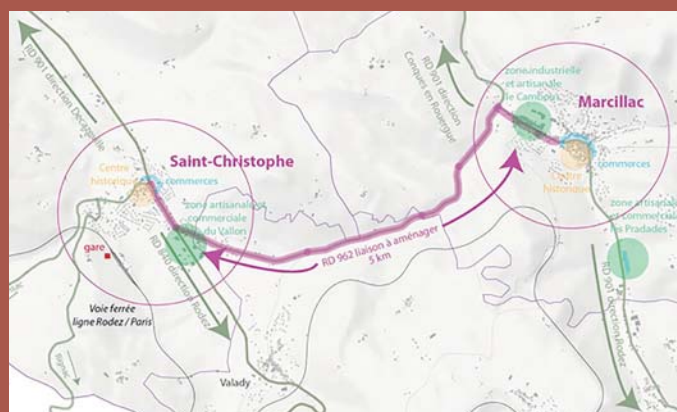 RD 901 direction Decazeville
Saint-Christophe
Centre
historique
commerces
zone artisanale et
commerciale
du Vallon
gare
RD 840 direction Rodez
Voie ferrée
ligne Rodez / Paris
Valady
RD 962 liaison à aménager
5 km
RD 901 direction
Conques en Rouergue
zone industrielle
et artisanale
de Cambou
Marcillac
commerces
Centre
historique
zone artisanale
et commerciale
les Pradades
RD 901 direction Rodez